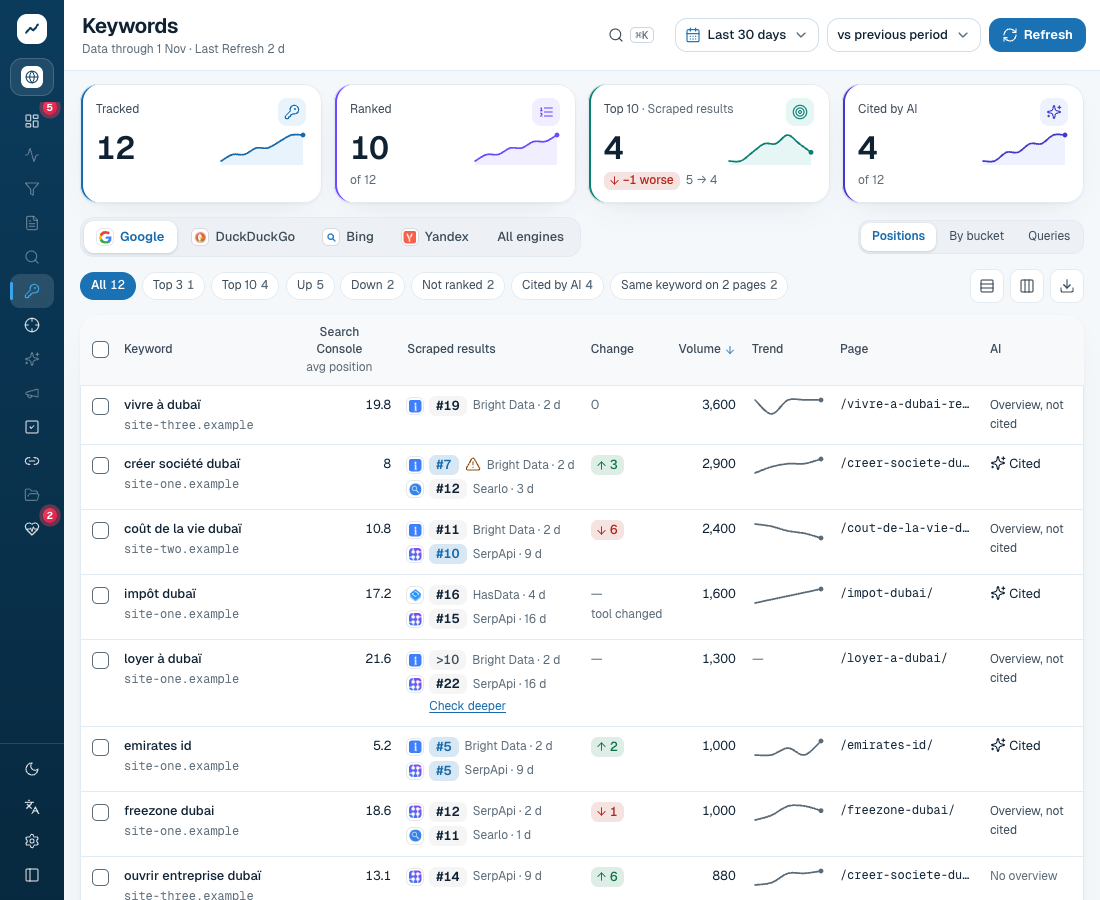 Keywords
Data through 1 Nov · Last Refresh 2 d
⌘K
Last 30 days
vs previous period
Refresh
5
2
Tracked
12
Ranked
10
of 12
Top 10 · Scraped results
4
↓ −1 worse 5 → 4
Cited by AI
4
of 12
Google
DuckDuckGo
Bing
Yandex
All engines
Positions
By bucket
Queries
All 12
Top 3 1
Top 10 4
Up 5
Down 2
Not ranked 2
Cited by AI 4
Same keyword on 2 pages 2
Keyword
Search
Console
avg position
Scraped results
Change
Volume ↓
Trend
Page
AI
vivre à dubaï
site-three.example
19.8
#19 Bright Data · 2 d
0
3,600
/vivre-a-dubai-re…
Overview, not
cited
créer société dubaï
site-one.example
8
#7 Bright Data · 2 d
#12 Searlo · 3 d
↑ 3
2,900
/creer-societe-du…
Cited
coût de la vie dubaï
site-two.example
10.8
#11 Bright Data · 2 d
#10 SerpApi · 9 d
↓ 6
2,400
/cout-de-la-vie-d…
Overview, not
cited
impôt dubaï
site-one.example
17.2
#16 HasData · 4 d
#15 SerpApi · 16 d
—
tool changed
1,600
/impot-dubai/
Cited
loyer à dubaï
site-one.example
21.6
>10 Bright Data · 2 d
#22 SerpApi · 16 d
Check deeper
—
1,300
—
/loyer-a-dubai/
Overview, not
cited
emirates id
site-one.example
5.2
#5 Bright Data · 2 d
#5 SerpApi · 9 d
↑ 2
1,000
/emirates-id/
Cited
freezone dubai
site-one.example
18.6
#12 SerpApi · 2 d
#11 Searlo · 1 d
↓ 1
1,000
/freezone-dubai/
Overview, not
cited
ouvrir entreprise dubaï
site-three.example
13.1
#14 SerpApi · 9 d
↑ 6
880
/creer-societe-du…
No overview